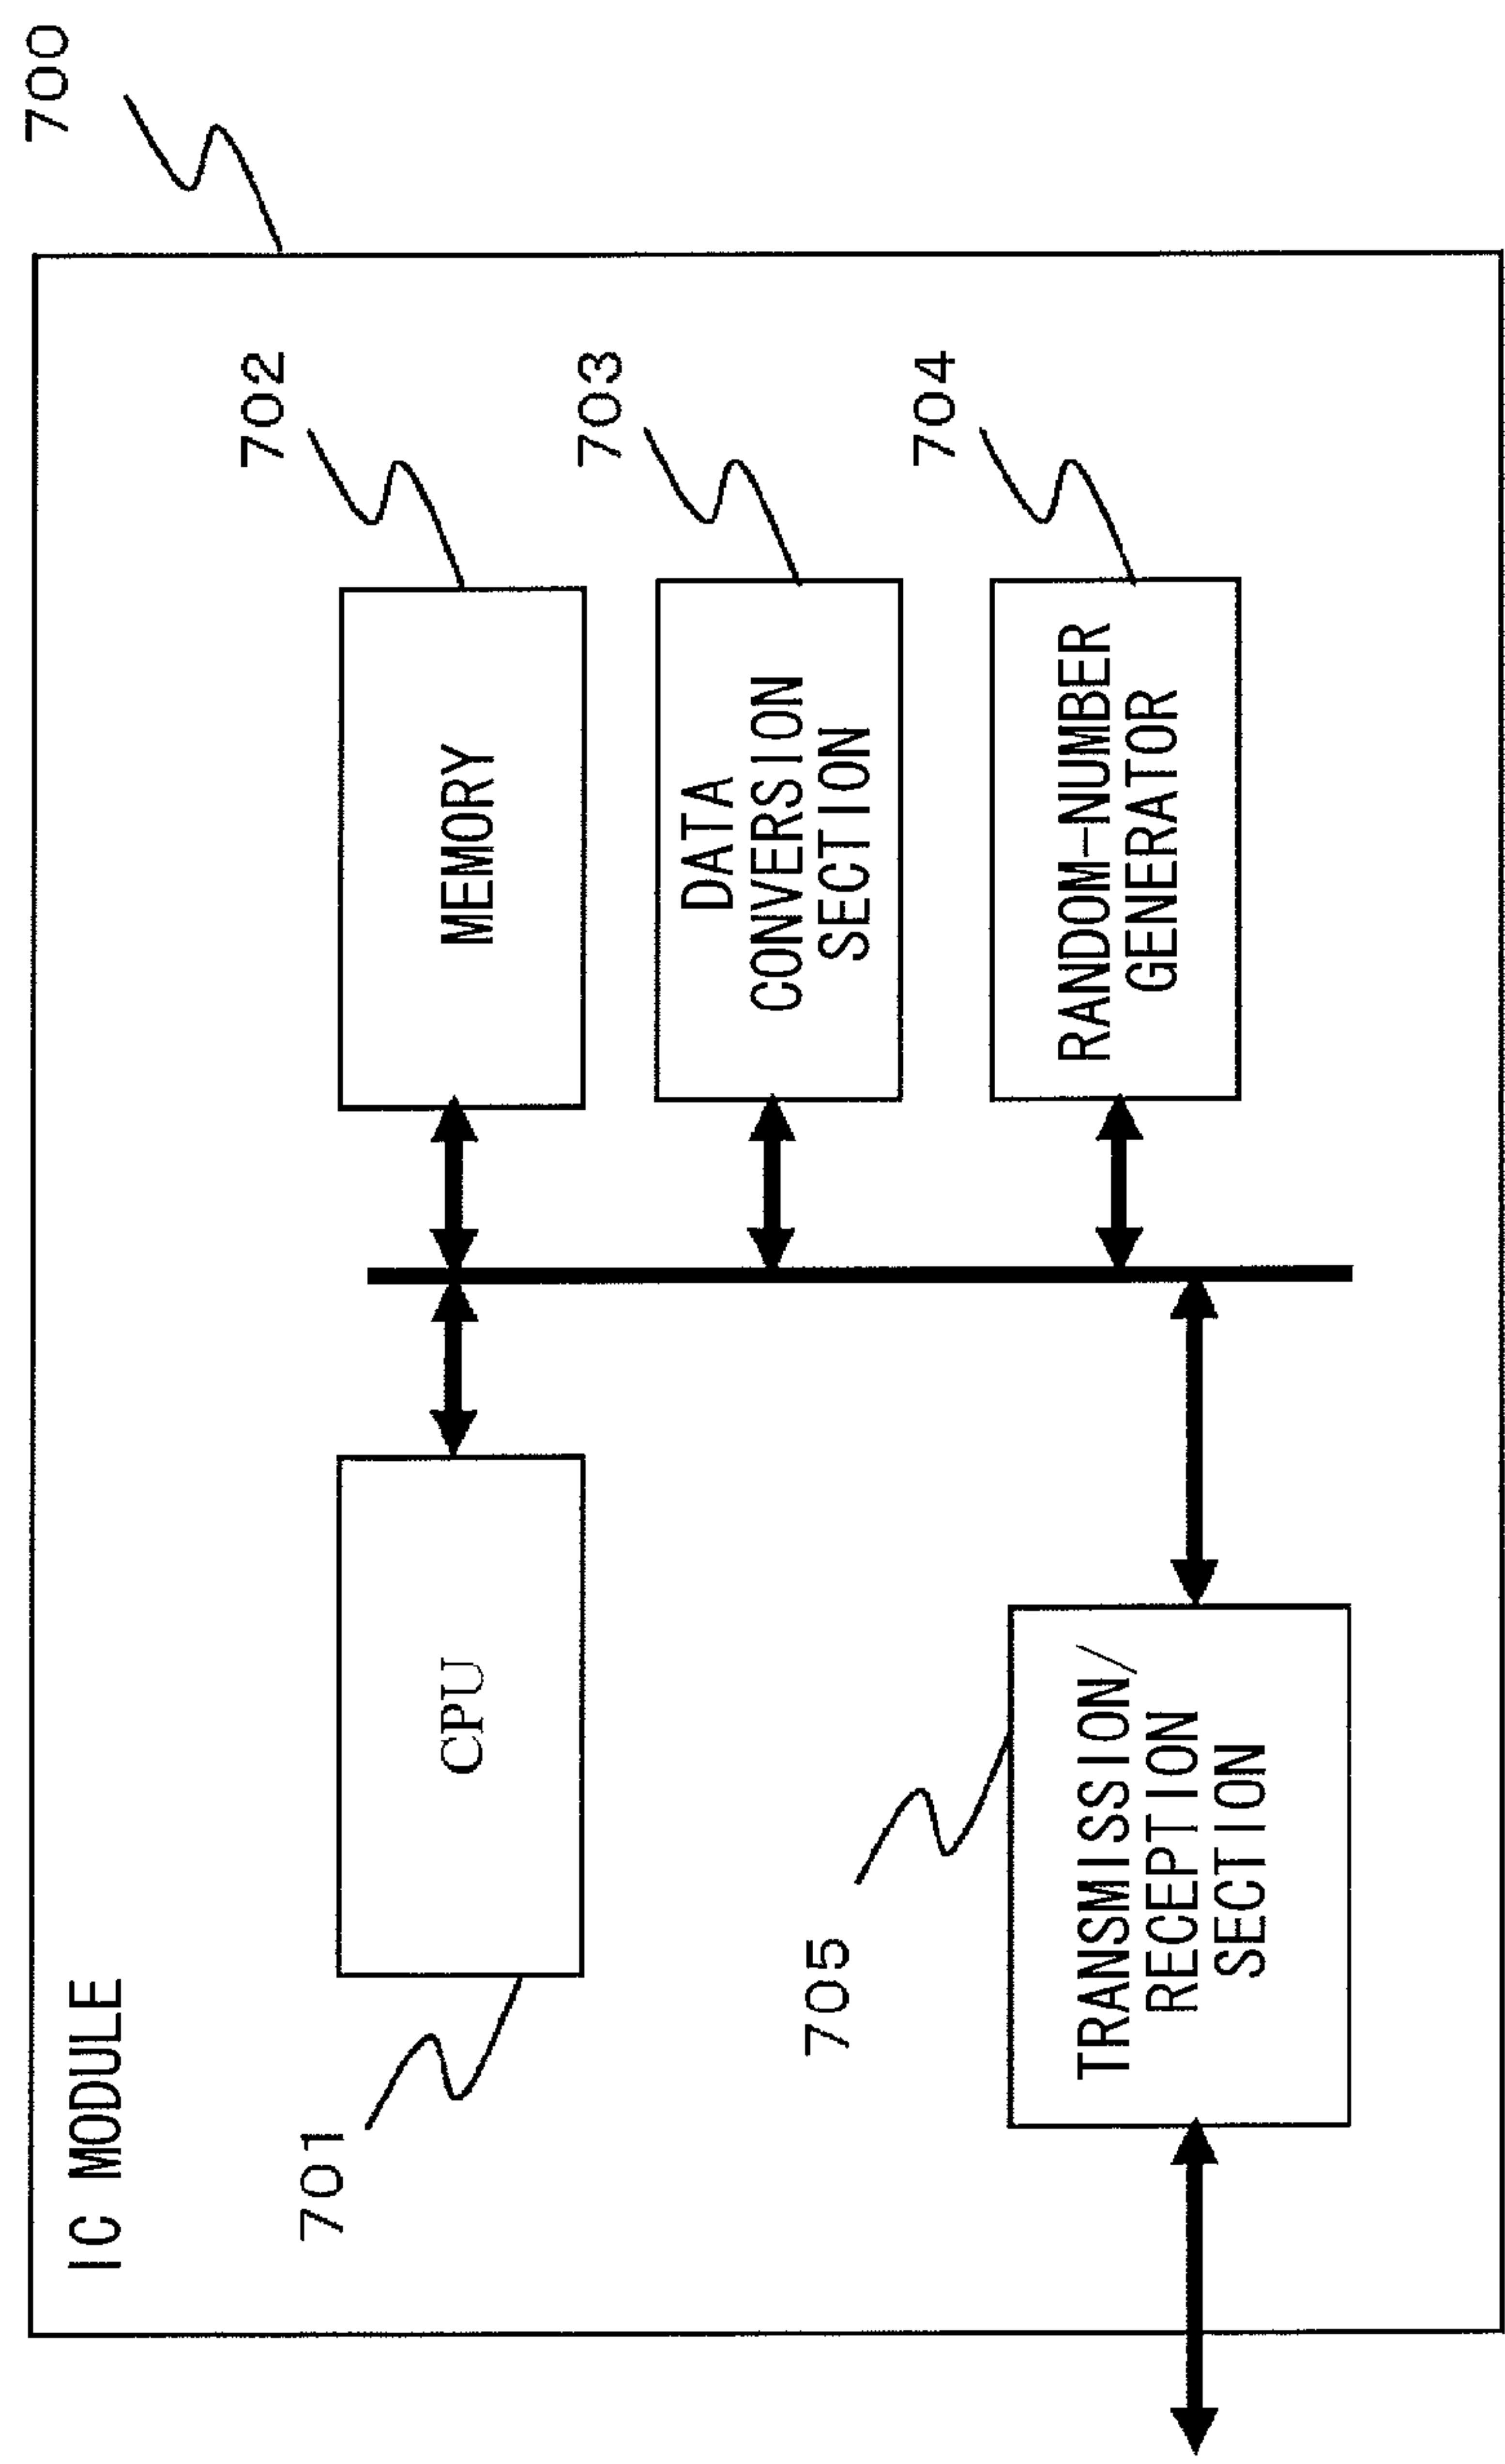 700
IC MODULE
701
CPU
702
MEMORY
703
DATA
CONVERSION
SECTION
704
RANDOM-NUMBER
GENERATOR
705
TRANSMISSION/
RECEPTION
SECTION